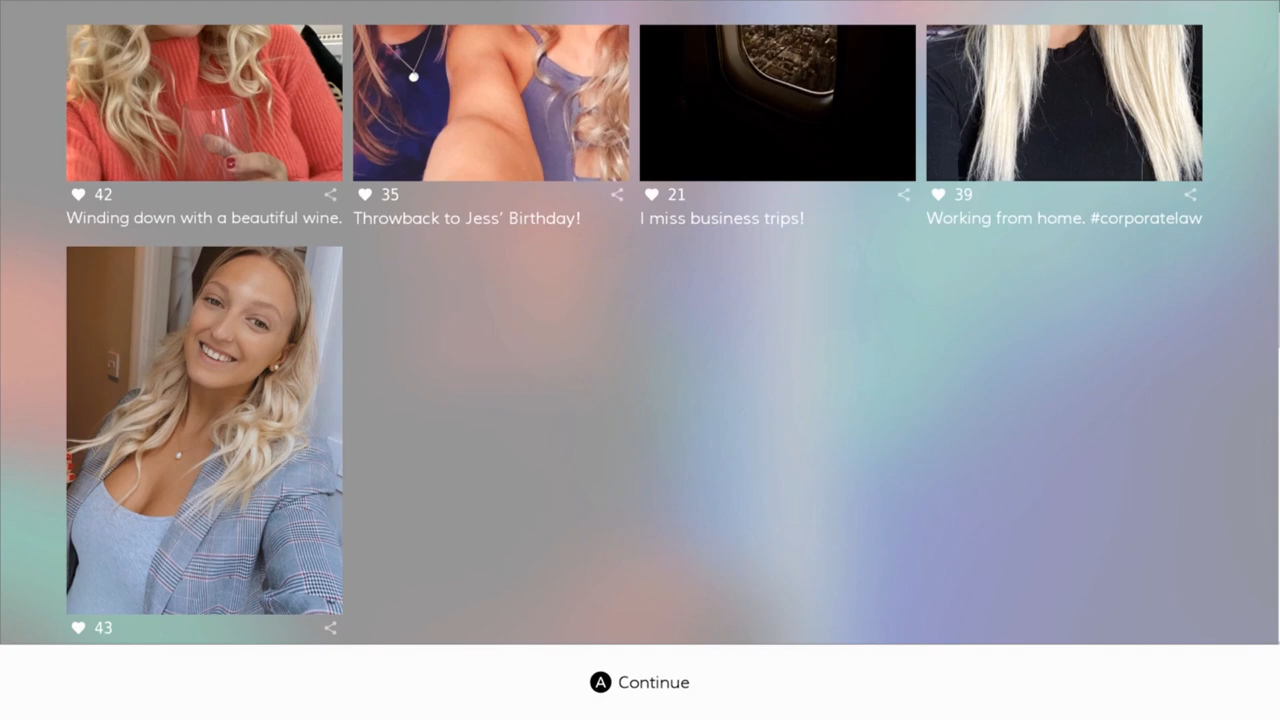 42
35
21
39
Winding down with a beautiful wine.
Throwback to Jess’ Birthday!
I miss business trips!
Working from home. #corporatelaw
43
A Continue